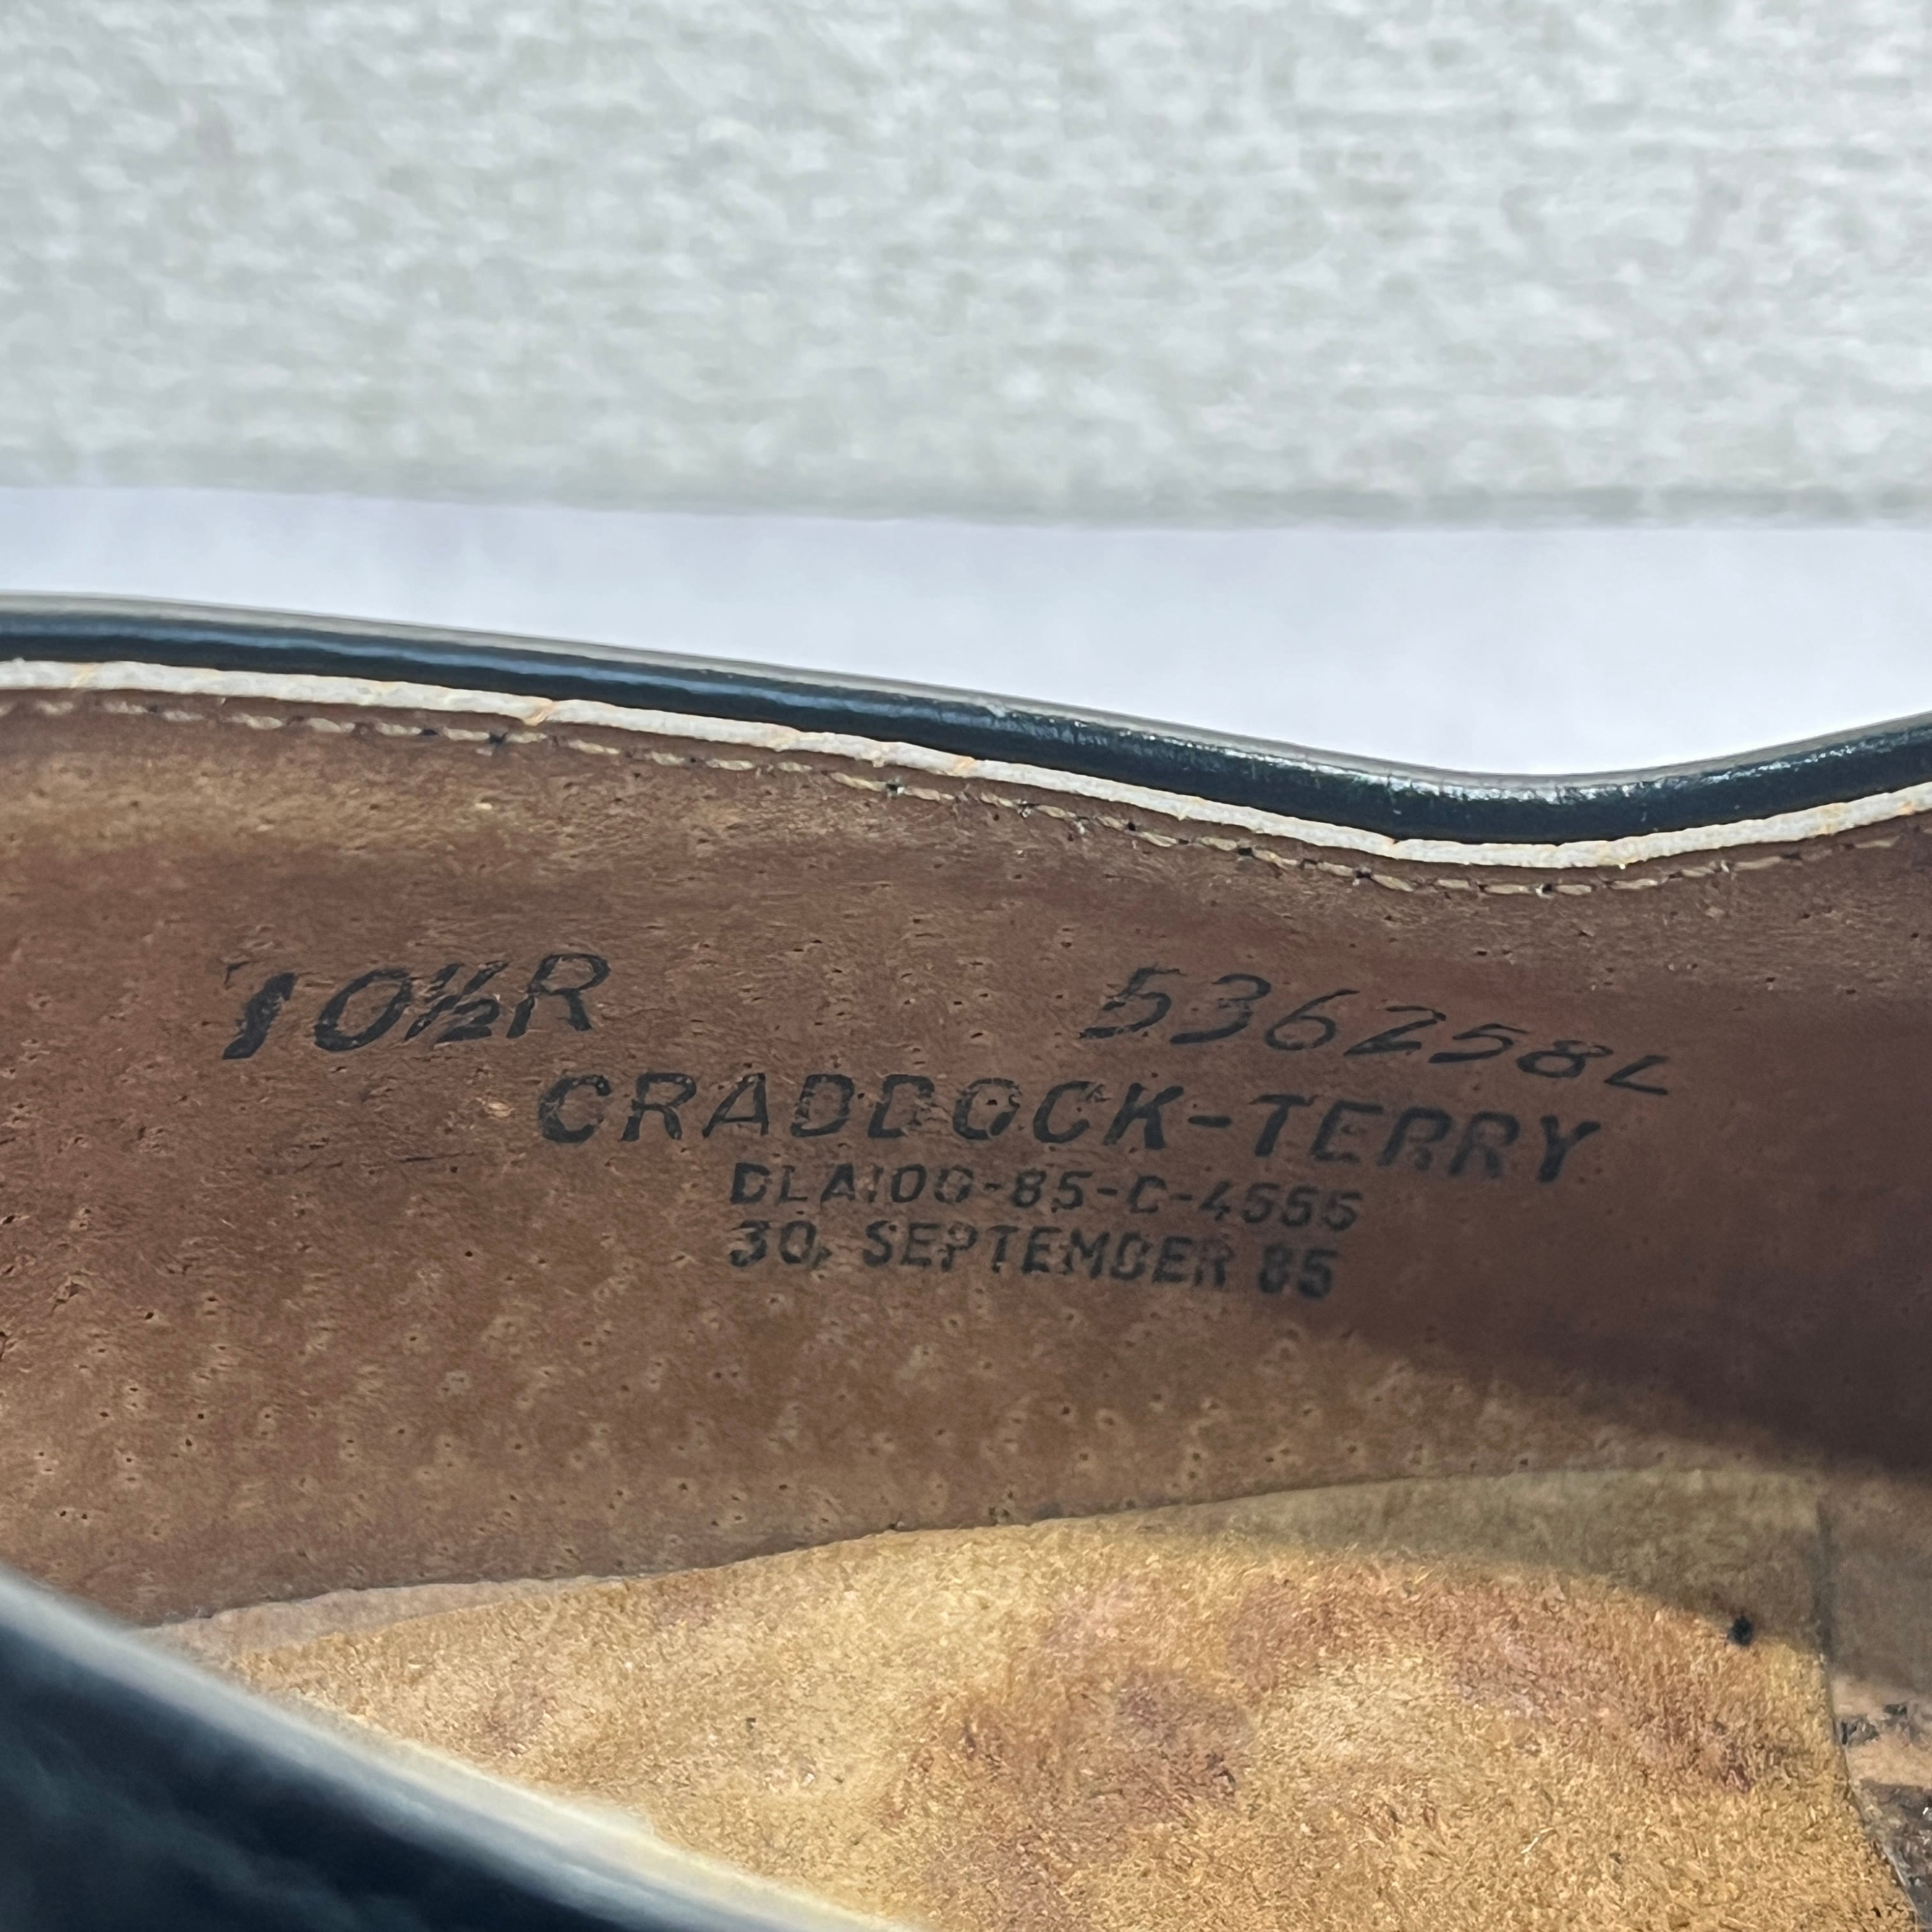 10½R 536258L
CRADDOCK-TERRY
DLA100-85-C-4555
30, SEPTEMBER 85